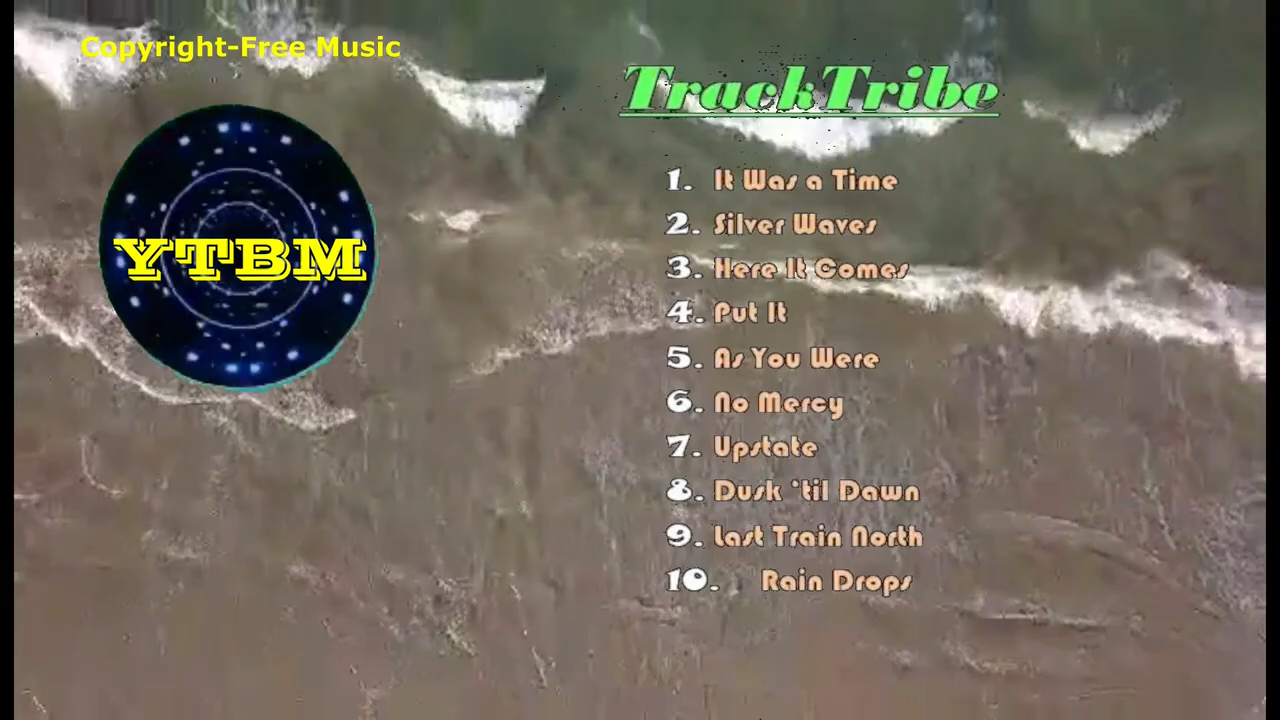 Copyright-Free Music
YTBM
TrackTribe
1. It Was a Time
2. Silver Waves
3. Here It Comes
4. Put It
5. As You Were
6. No Mercy
7. Upstate
8. Dusk 'til Dawn
9. Last Train North
10. Rain Drops